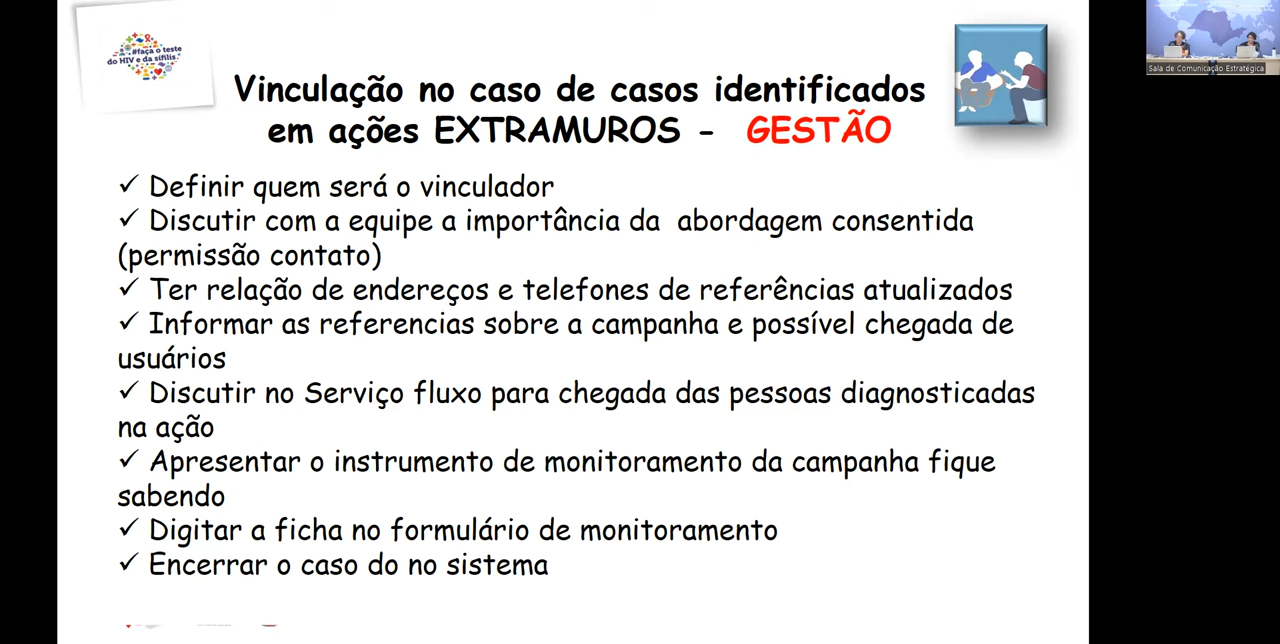 #faça o teste
do HIV e da sífilis
Vinculação no caso de casos identificados
em ações EXTRAMUROS - GESTÃO
✓ Definir quem será o vinculador
✓ Discutir com a equipe a importância da abordagem consentida
(permissão contato)
✓ Ter relação de endereços e telefones de referências atualizados
✓ Informar as referencias sobre a campanha e possível chegada de
usuários
✓ Discutir no Serviço fluxo para chegada das pessoas diagnosticadas
na ação
✓ Apresentar o instrumento de monitoramento da campanha fique
sabendo
✓ Digitar a ficha no formulário de monitoramento
✓ Encerrar o caso do no sistema
Sala de Comunicação Estratégica